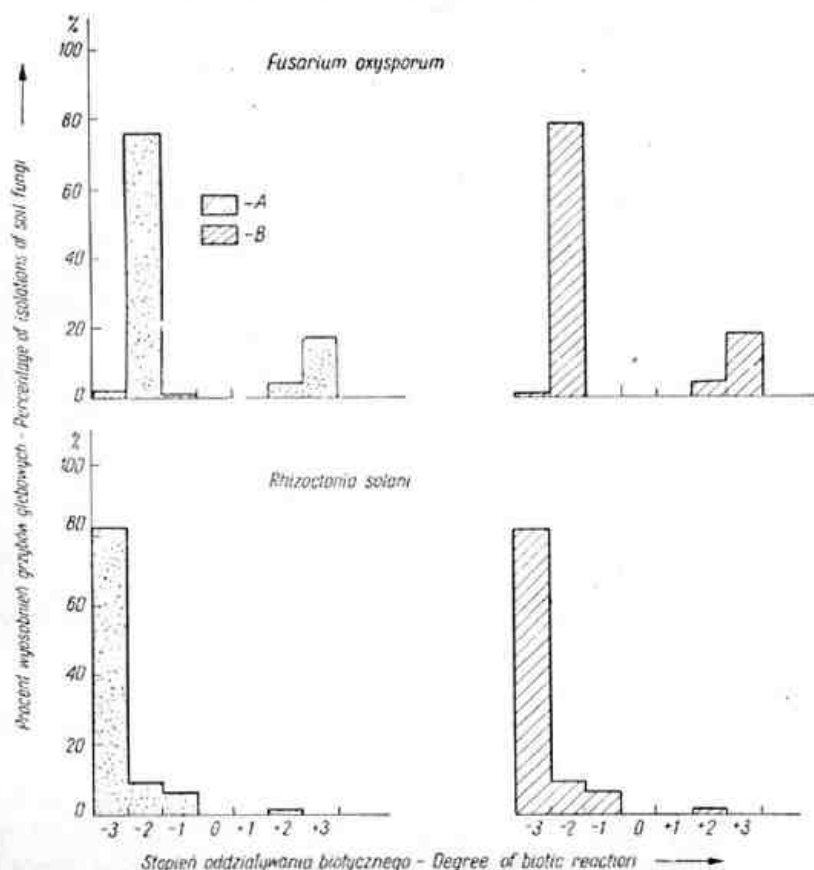 %
100
80
60
40
20
0
Procent wyosobnień grzybów glebowych - Percentage of isolations of soil fungi
Fusarium oxysporum
-A
-B
%
100
80
60
40
20
0
Rhizoctonia solani
-3 -2 -1 0 +1 +2 +3
-3 -2 -1 0 +1 +2 +3
Stopień oddziaływania biotycznego - Degree of biotic reaction